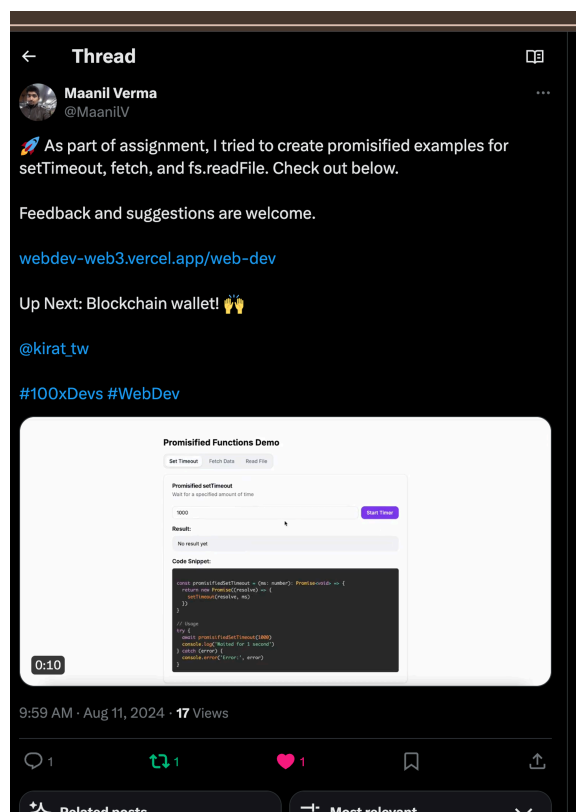 Thread
Maanil Verma
@MaanilV
🚀 As part of assignment, I tried to create promisified examples for
setTimeout, fetch, and fs.readFile. Check out below.
Feedback and suggestions are welcome.
webdev-web3.vercel.app/web-dev
Up Next: Blockchain wallet! 🙌
@kirat_tw
#100xDevs #WebDev
Promisified Functions Demo
Set Timeout Fetch Data Read File
Promisified setTimeout
Wait for a specified amount of time
1000 Start Timer
Result:
No result yet
Code Snippet:
const promisifiedSetTimeout = (ms: number): Promise<void> => {
return new Promise((resolve) => {
setTimeout(resolve, ms)
})
}
// Usage
try {
await promisifiedSetTimeout(1000)
console.log('Waited for 1 second')
} catch (error) {
console.error('Error:', error)
}
0:10
9:59 AM · Aug 11, 2024 · 17 Views
1 1 1
Related posts Most relevant